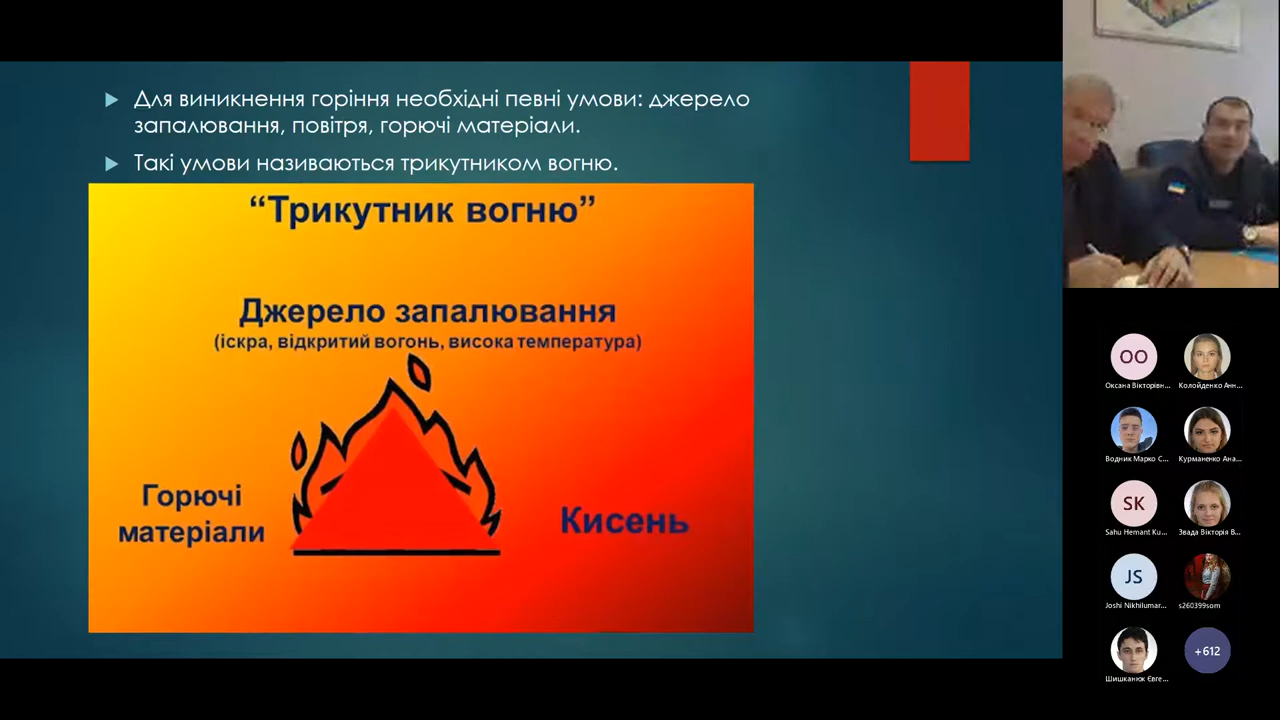 Для виникнення горіння необхідні певні умови: джерело
запалювання, повітря, горючі матеріали.
Такі умови називаються трикутником вогню.
“Трикутник вогню”
Джерело запалювання
(іскра, відкритий вогонь, висока температура)
Горючі
матеріали
Кисень
OO
Оксана Вікторівн...
Колойденко Анн...
Водник Марко С...
Курманенко Ана...
SK
Sahu Hemant Ku...
Звада Вікторія В...
JS
Joshi Nikhilumar...
s260399som
Шишканюк Євге...
+612